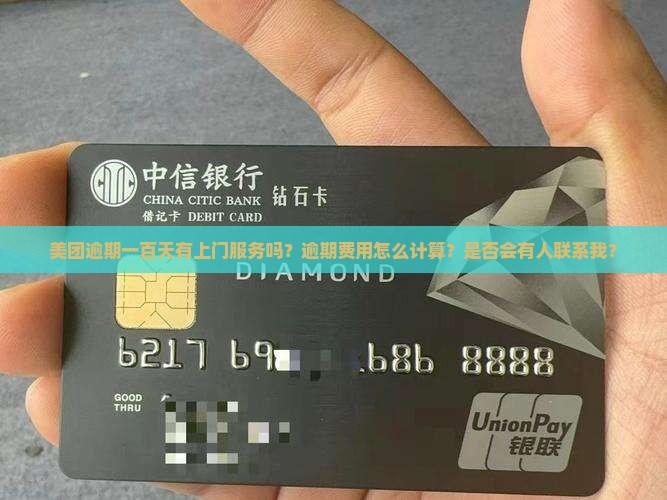 中信银行
CHINA CITIC BANK
钻石卡
借记卡 DEBIT CARD
美团逾期一百天有上门服务吗？逾期费用怎么计算？是否会有人联系我？
DIAMOND
6217 69 686 8888
GOOD
THRU
UnionPay
银联